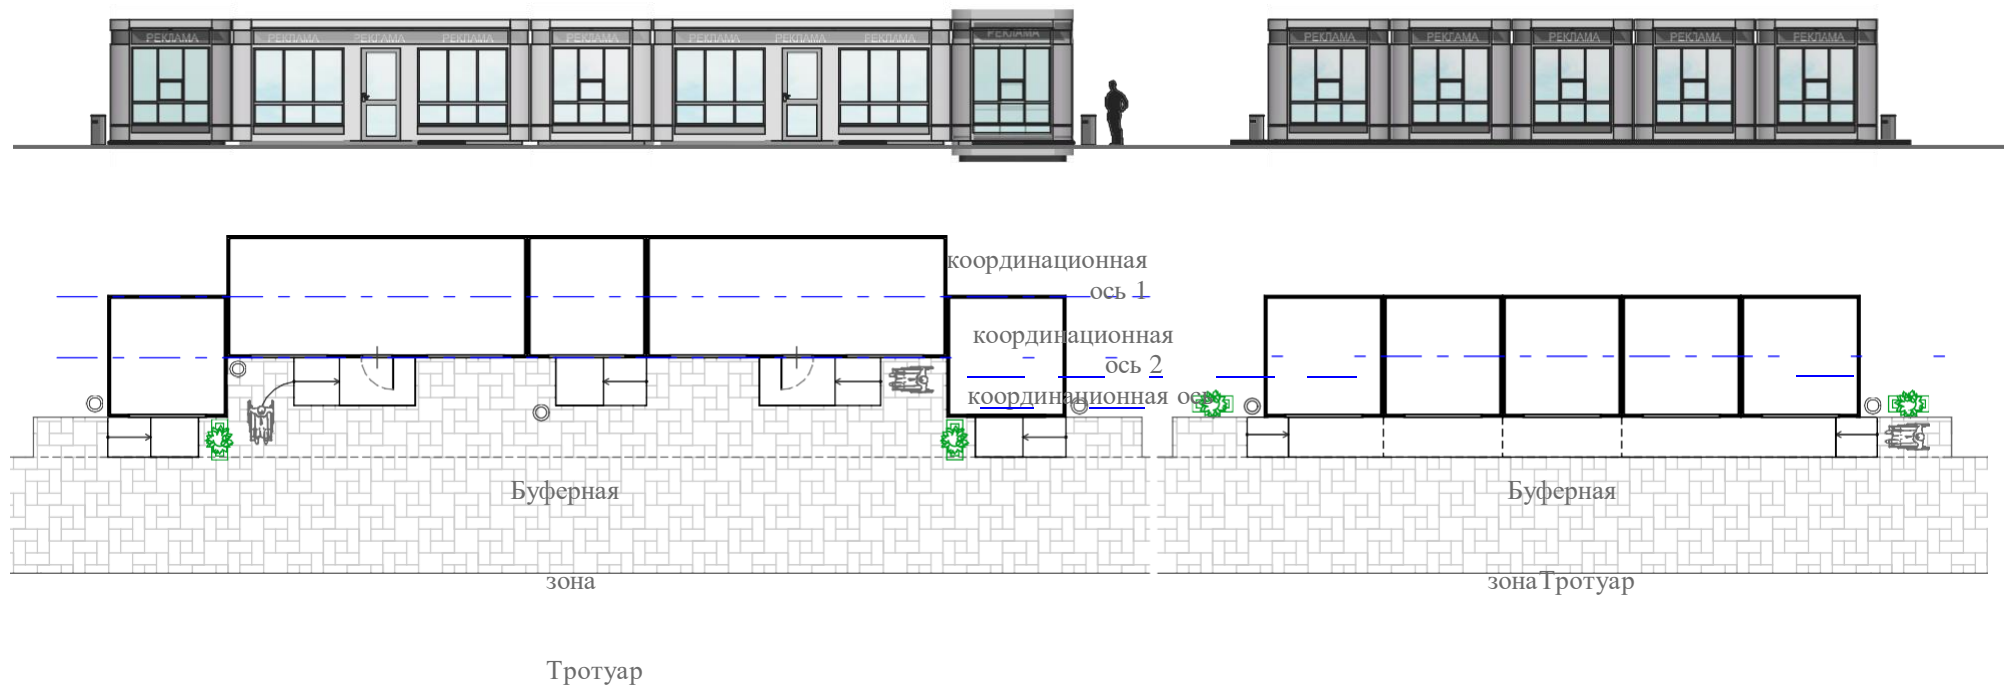 РЕКЛАМА РЕКЛАМА РЕКЛАМА РЕКЛАМА РЕКЛАМА РЕКЛАМА РЕКЛАМА РЕКЛАМА РЕКЛАМА
РЕКЛАМА РЕКЛАМА РЕКЛАМА РЕКЛАМА РЕКЛАМА
координационная
ось 1
координационная
ось 2
координационная ось
Буферная
зона
Тротуар
Буферная
зонаТротуар